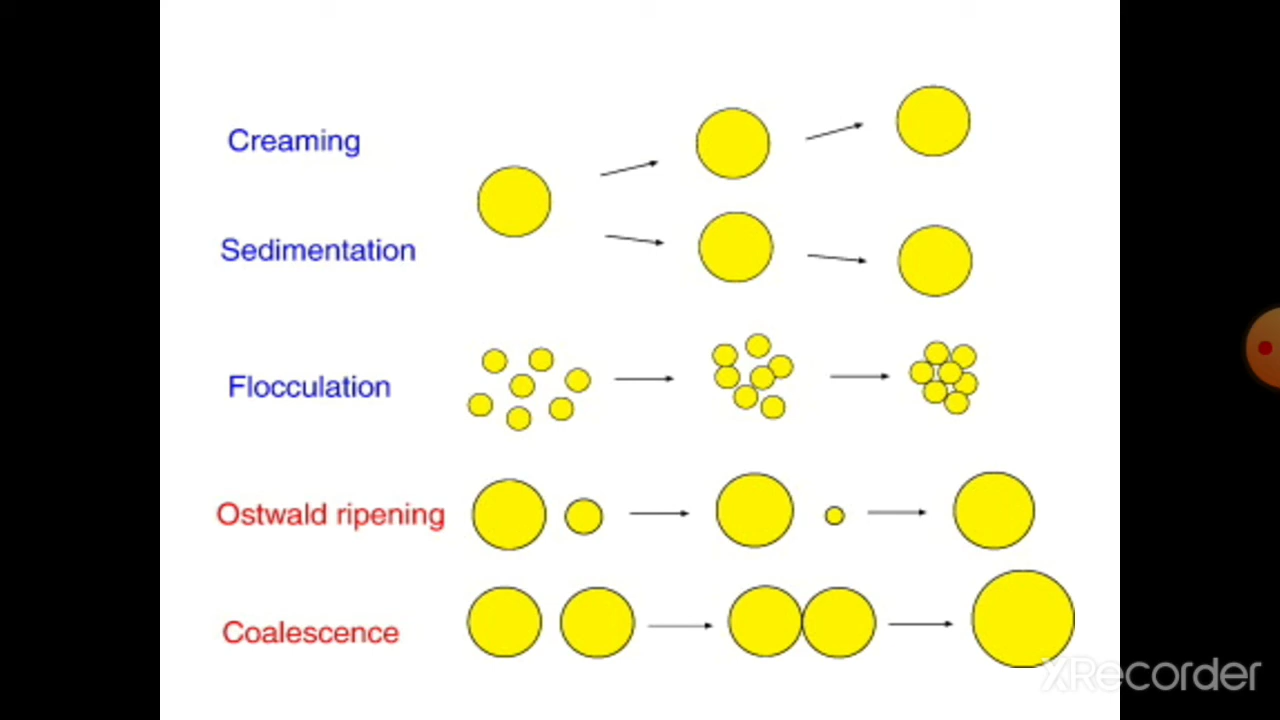 Creaming
Sedimentation
Flocculation
Ostwald ripening
Coalescence
XRecorder